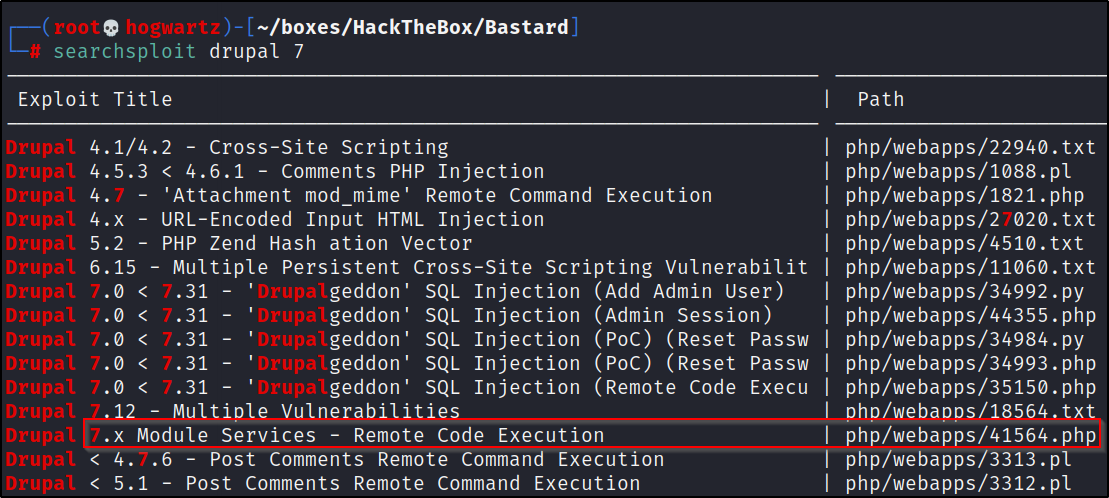 ┌──(root💀hogwartz)-[~/boxes/HackTheBox/Bastard]
└─# searchsploit drupal 7
Exploit Title | Path
Drupal 4.1/4.2 - Cross-Site Scripting | php/webapps/22940.txt
Drupal 4.5.3 < 4.6.1 - Comments PHP Injection | php/webapps/1088.pl
Drupal 4.7 - 'Attachment mod_mime' Remote Command Execution | php/webapps/1821.php
Drupal 4.x - URL-Encoded Input HTML Injection | php/webapps/27020.txt
Drupal 5.2 - PHP Zend Hash ation Vector | php/webapps/4510.txt
Drupal 6.15 - Multiple Persistent Cross-Site Scripting Vulnerabilit | php/webapps/11060.txt
Drupal 7.0 < 7.31 - 'Drupalgeddon' SQL Injection (Add Admin User) | php/webapps/34992.py
Drupal 7.0 < 7.31 - 'Drupalgeddon' SQL Injection (Admin Session) | php/webapps/44355.php
Drupal 7.0 < 7.31 - 'Drupalgeddon' SQL Injection (PoC) (Reset Passw | php/webapps/34984.py
Drupal 7.0 < 7.31 - 'Drupalgeddon' SQL Injection (PoC) (Reset Passw | php/webapps/34993.php
Drupal 7.0 < 7.31 - 'Drupalgeddon' SQL Injection (Remote Code Execu | php/webapps/35150.php
Drupal 7.12 - Multiple Vulnerabilities | php/webapps/18564.txt
Drupal 7.x Module Services - Remote Code Execution | php/webapps/41564.php
Drupal < 4.7.6 - Post Comments Remote Command Execution | php/webapps/3313.pl
Drupal < 5.1 - Post Comments Remote Command Execution | php/webapps/3312.pl